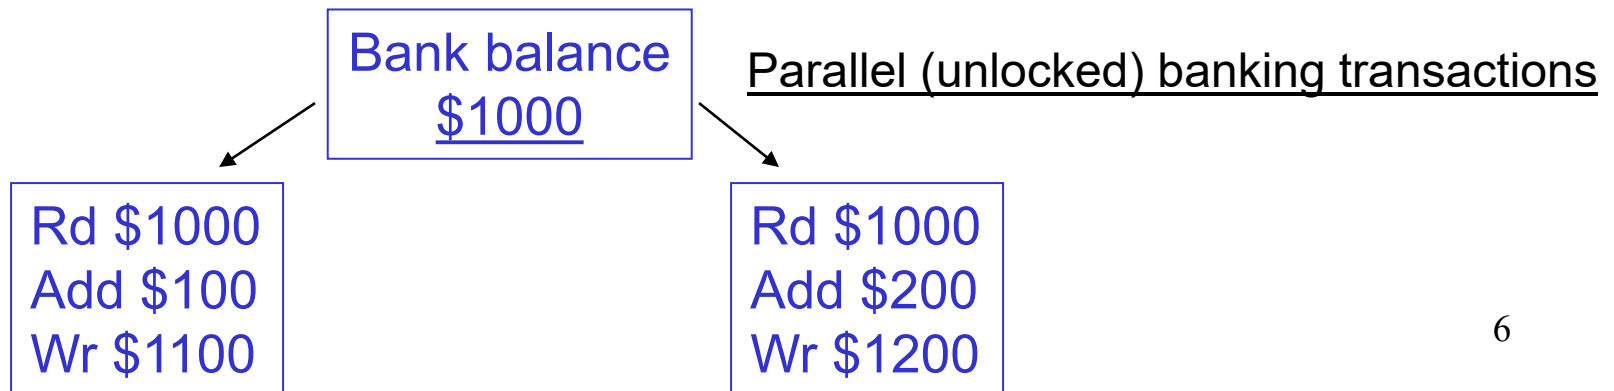 Bank balance
$1000
Parallel (unlocked) banking transactions
Rd $1000
Add $100
Wr $1100
Rd $1000
Add $200
Wr $1200
6